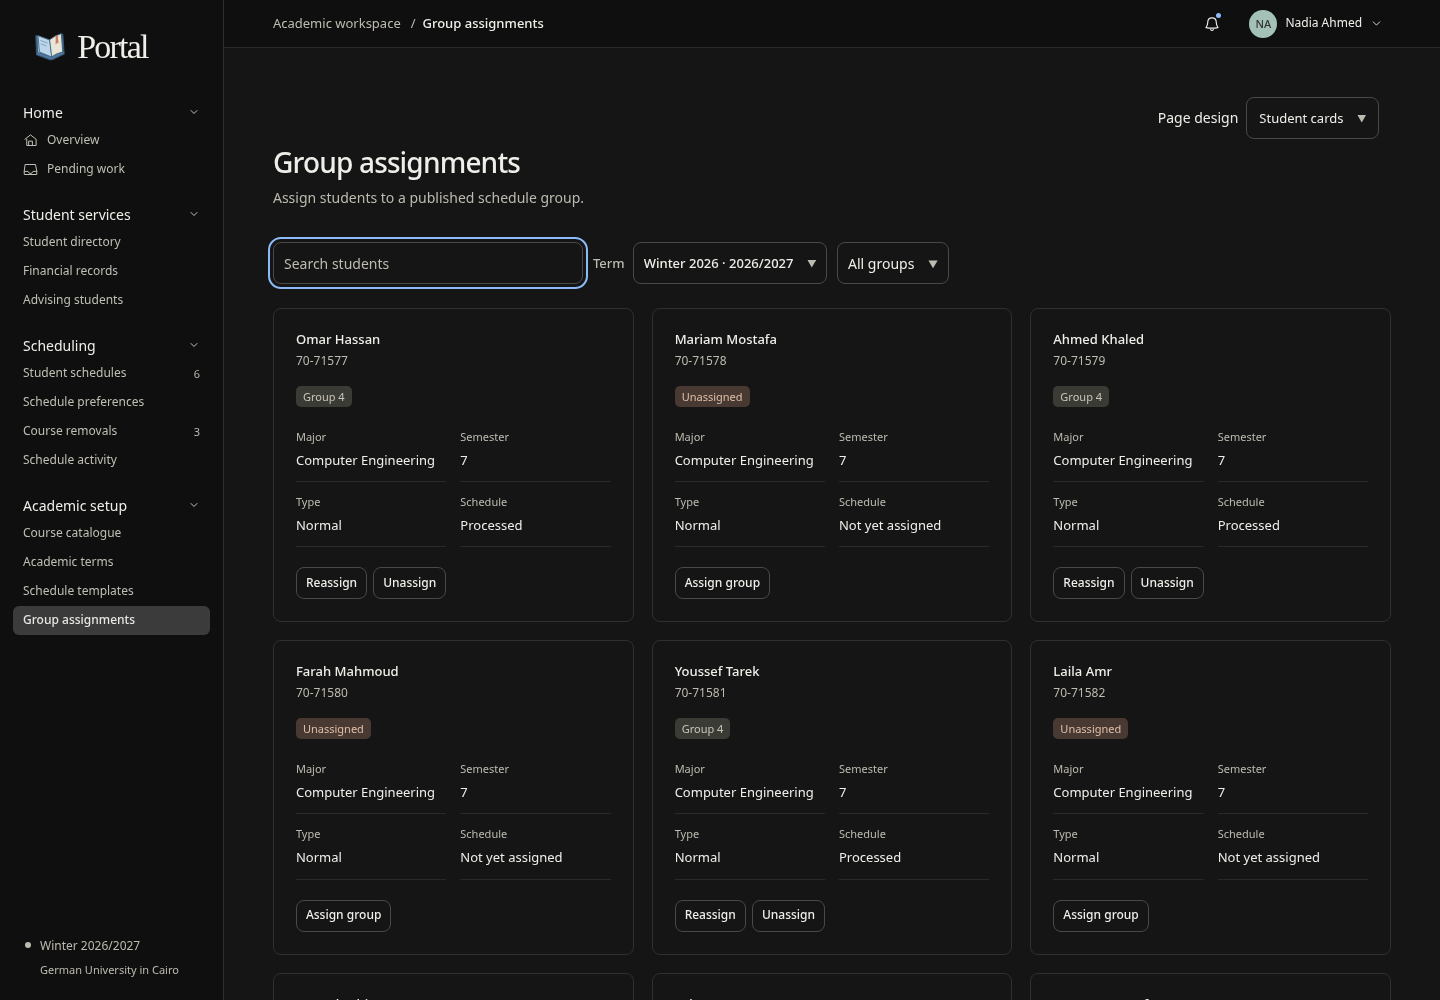 Portal
Home
Overview
Pending work
Student services
Student directory
Financial records
Advising students
Scheduling
Student schedules 6
Schedule preferences
Course removals 3
Schedule activity
Academic setup
Course catalogue
Academic terms
Schedule templates
Group assignments
Winter 2026/2027
German University in Cairo
Academic workspace / Group assignments
NA Nadia Ahmed
Page design Student cards
Group assignments
Assign students to a published schedule group.
Search students Term Winter 2026 · 2026/2027 All groups
Omar Hassan
70-71577
Group 4
Major Semester
Computer Engineering 7
Type Schedule
Normal Processed
Reassign Unassign
Mariam Mostafa
70-71578
Unassigned
Major Semester
Computer Engineering 7
Type Schedule
Normal Not yet assigned
Assign group
Ahmed Khaled
70-71579
Group 4
Major Semester
Computer Engineering 7
Type Schedule
Normal Processed
Reassign Unassign
Farah Mahmoud
70-71580
Unassigned
Major Semester
Computer Engineering 7
Type Schedule
Normal Not yet assigned
Assign group
Youssef Tarek
70-71581
Group 4
Major Semester
Computer Engineering 7
Type Schedule
Normal Processed
Reassign Unassign
Laila Amr
70-71582
Unassigned
Major Semester
Computer Engineering 7
Type Schedule
Normal Not yet assigned
Assign group